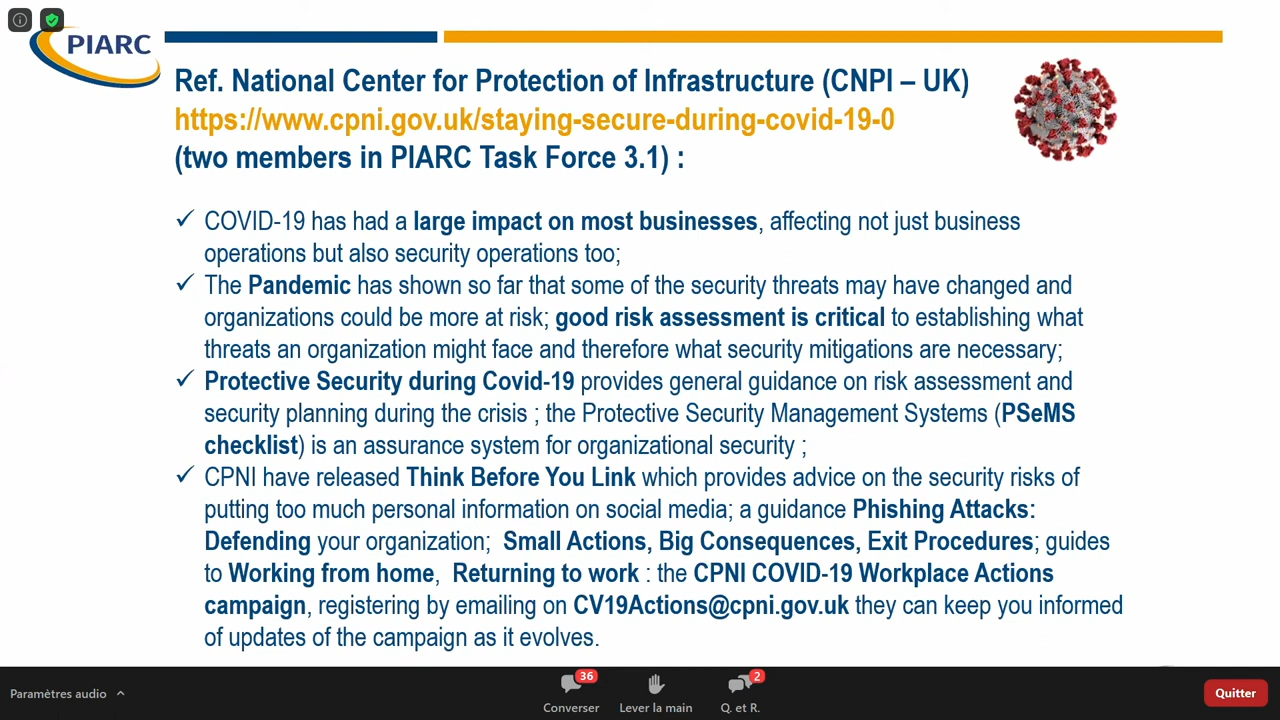 PIARC
Ref. National Center for Protection of Infrastructure (CNPI – UK)
https://www.cpni.gov.uk/staying-secure-during-covid-19-0
(two members in PIARC Task Force 3.1) :
✓ COVID-19 has had a large impact on most businesses, affecting not just business
operations but also security operations too;
✓ The Pandemic has shown so far that some of the security threats may have changed and
organizations could be more at risk; good risk assessment is critical to establishing what
threats an organization might face and therefore what security mitigations are necessary;
✓ Protective Security during Covid-19 provides general guidance on risk assessment and
security planning during the crisis ; the Protective Security Management Systems (PSeMS
checklist) is an assurance system for organizational security ;
✓ CPNI have released Think Before You Link which provides advice on the security risks of
putting too much personal information on social media; a guidance Phishing Attacks:
Defending your organization; Small Actions, Big Consequences, Exit Procedures; guides
to Working from home, Returning to work : the CPNI COVID-19 Workplace Actions
campaign, registering by emailing on CV19Actions@cpni.gov.uk they can keep you informed
of updates of the campaign as it evolves.
Paramètres audio
36
Converser
Lever la main
2
Q. et R.
Quitter